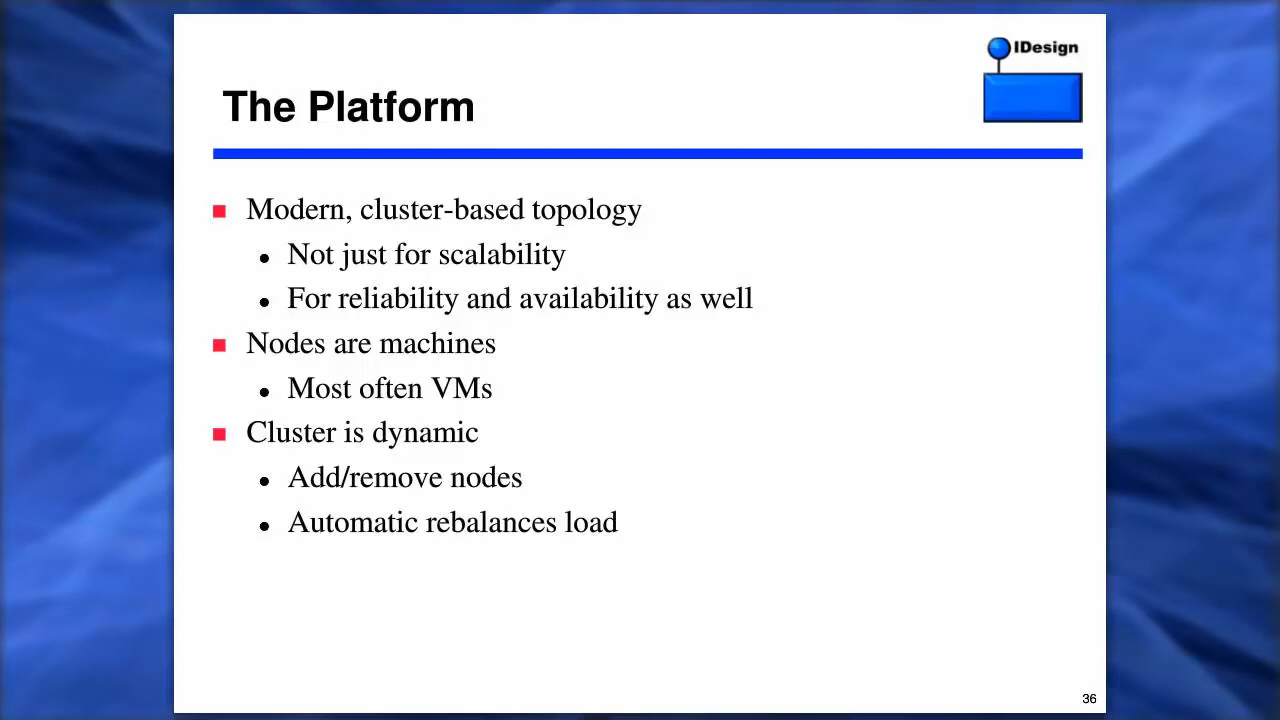 IDesign
The Platform
Modern, cluster-based topology
Not just for scalability
For reliability and availability as well
Nodes are machines
Most often VMs
Cluster is dynamic
Add/remove nodes
Automatic rebalances load
36